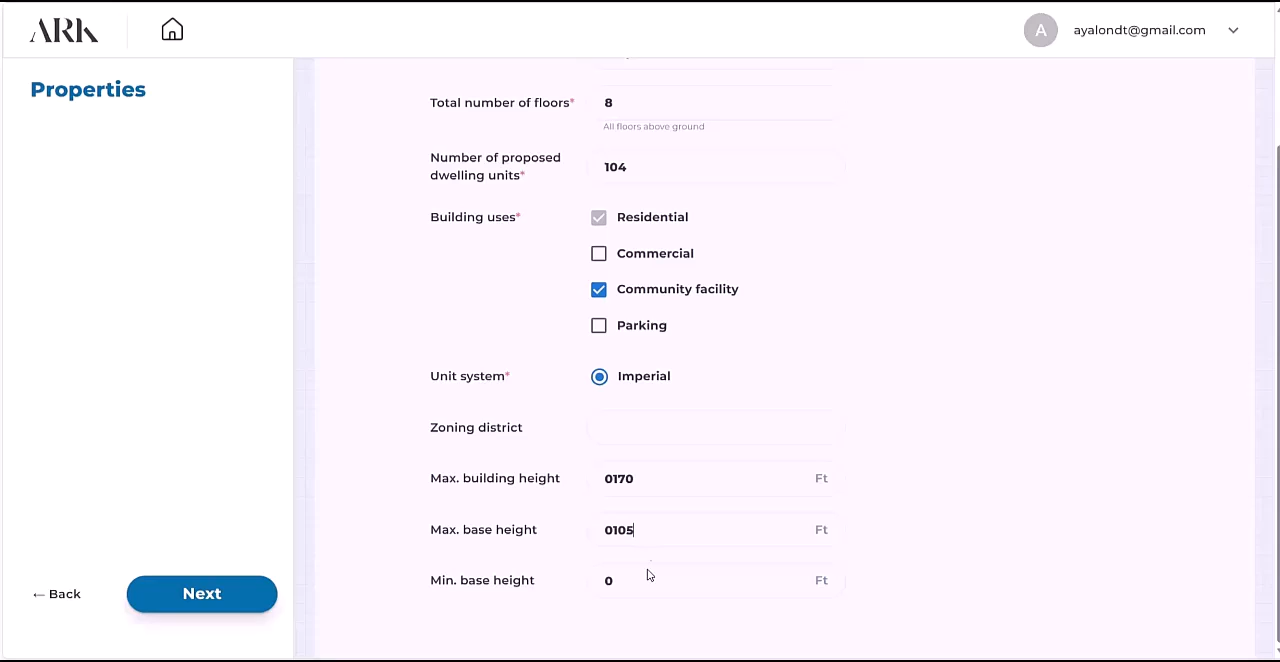 ARK
A
ayalondt@gmail.com
Properties
Total number of floors*
8
All floors above ground
Number of proposed
dwelling units*
104
Building uses*
Residential
Commercial
Community facility
Parking
Unit system*
Imperial
Zoning district
Max. building height
0170
Ft
Max. base height
0105
Ft
Min. base height
0
Ft
← Back
Next